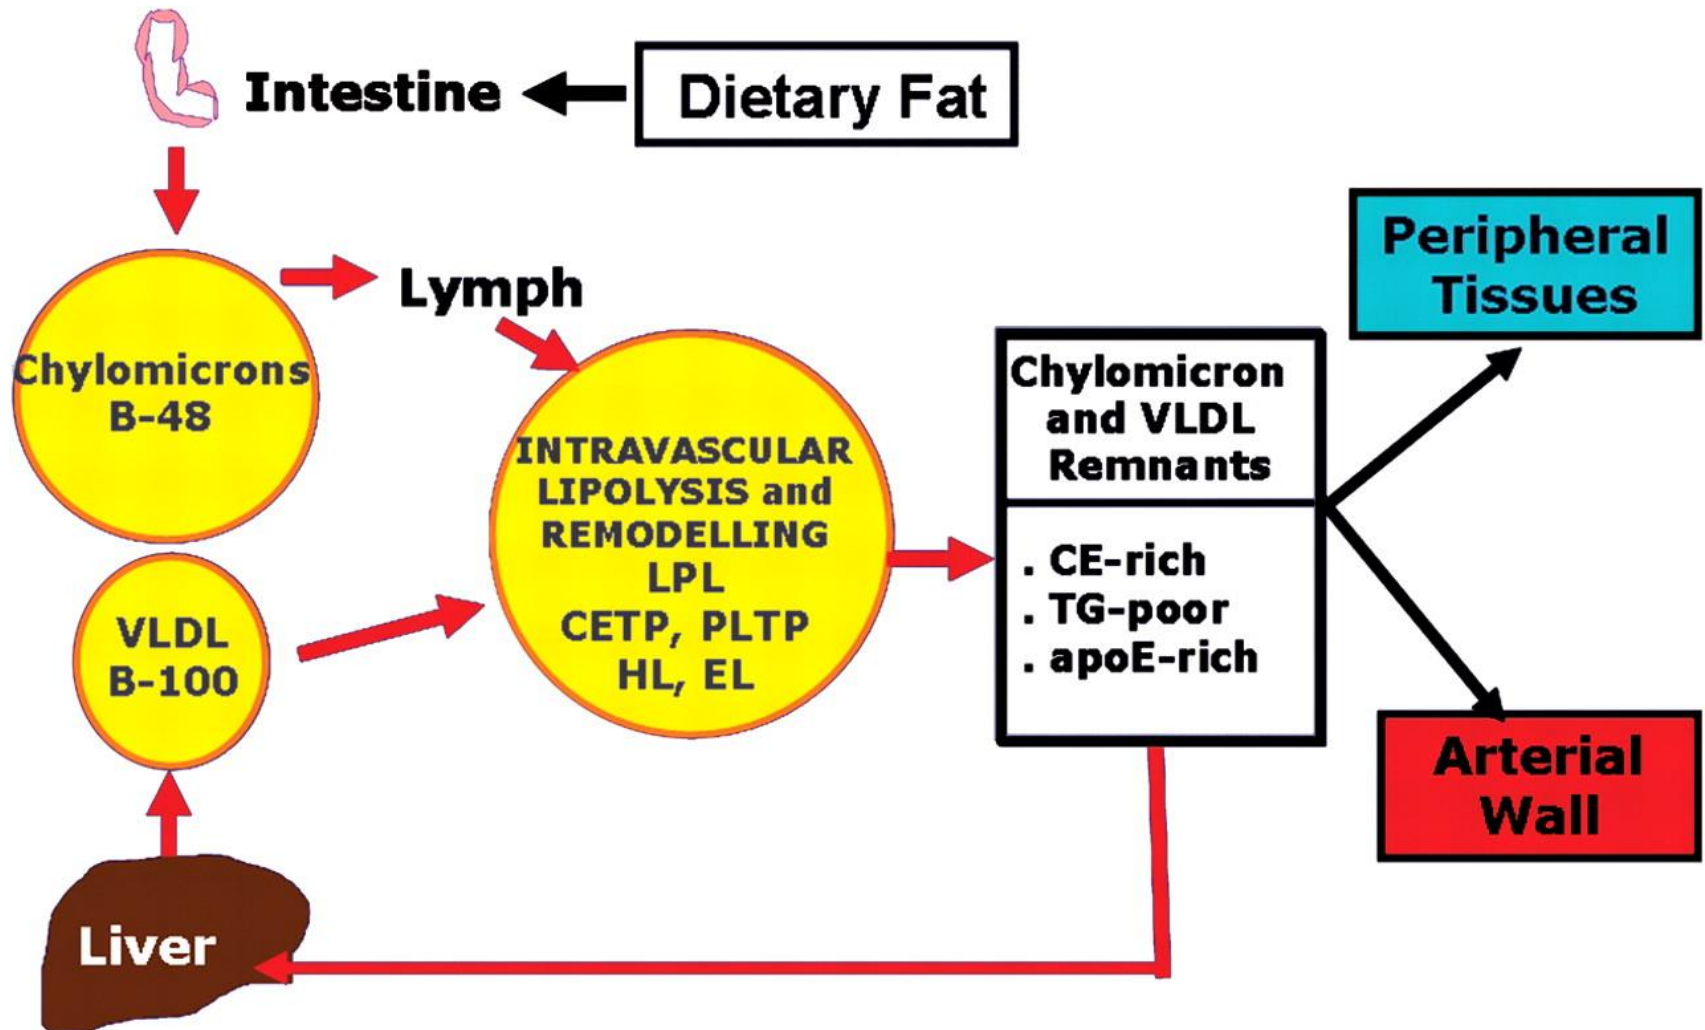 Intestine
Dietary Fat
Chylomicrons
B-48
Lymph
VLDL
B-100
INTRAVASCULAR
LIPOLYSIS and
REMODELLING
LPL
CETP, PLTP
HL, EL
Chylomicron
and VLDL
Remnants
. CE-rich
. TG-poor
. apoE-rich
Peripheral
Tissues
Arterial
Wall
Liver